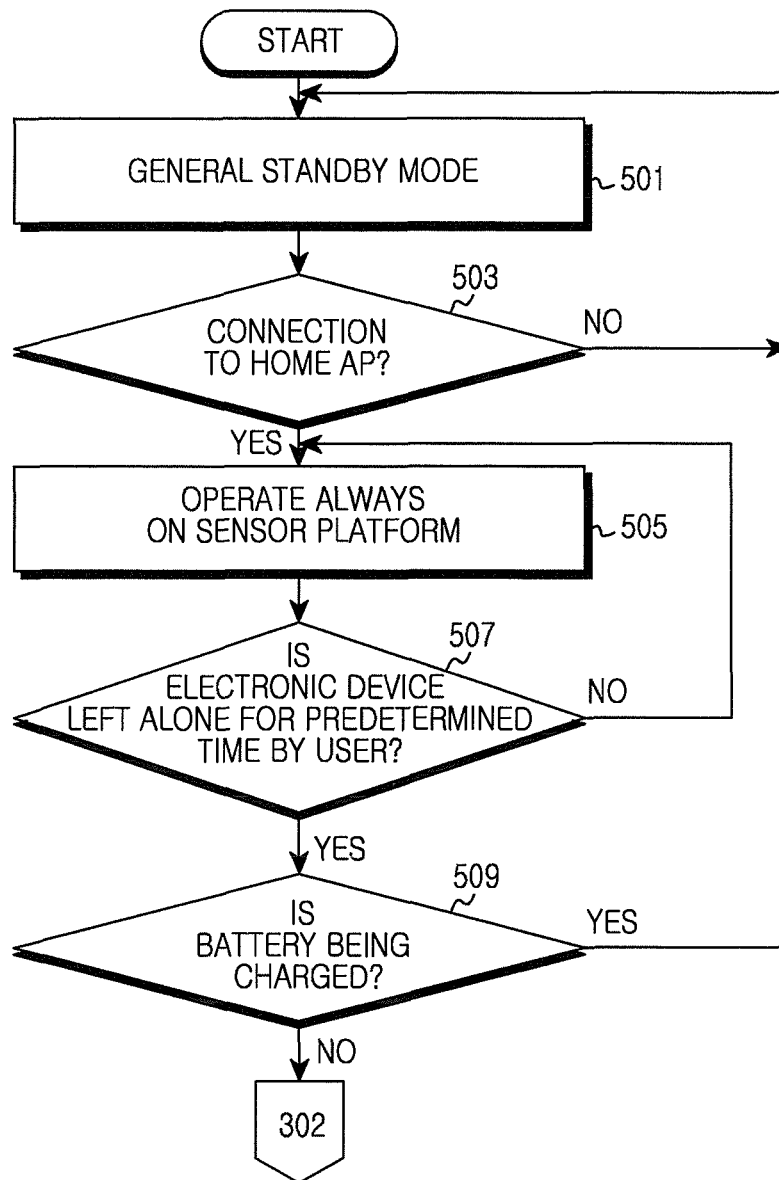 START
GENERAL STANDBY MODE
501
503
CONNECTION
TO HOME AP?
NO
YES
OPERATE ALWAYS
ON SENSOR PLATFORM
505
507
IS
ELECTRONIC DEVICE
LEFT ALONE FOR PREDETERMINED
TIME BY USER?
NO
YES
509
IS
BATTERY BEING
CHARGED?
YES
NO
302